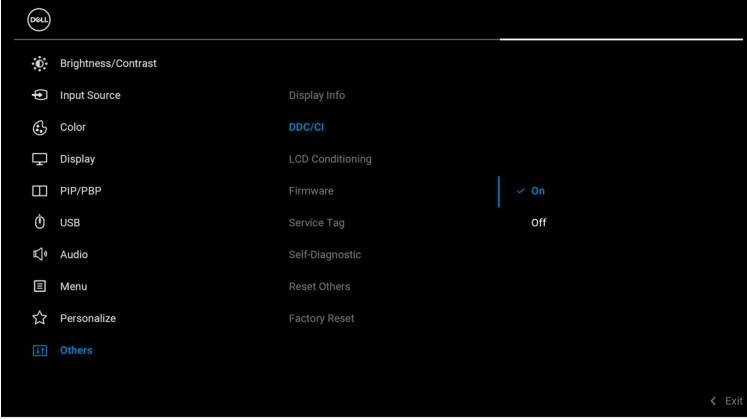 DELL
Brightness/Contrast
Input Source
Color
Display
PIP/PBP
USB
Audio
Menu
Personalize
Others
Display Info
DDC/CI
LCD Conditioning
Firmware
Service Tag
Self-Diagnostic
Reset Others
Factory Reset
On
Off
Exit